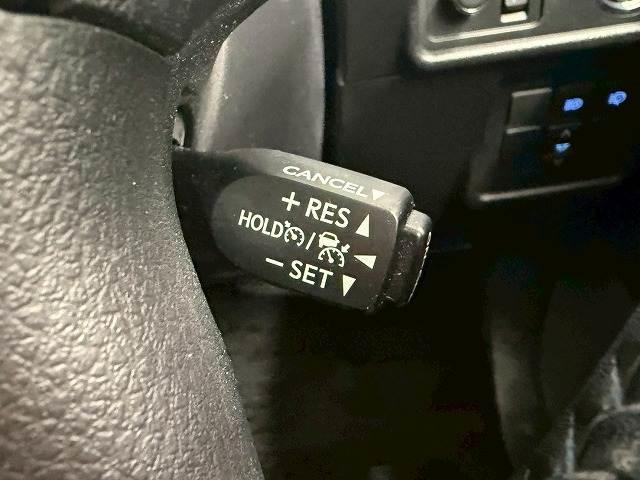 CANCEL▼
+ RES ▲
HOLD / ◀
− SET ▼